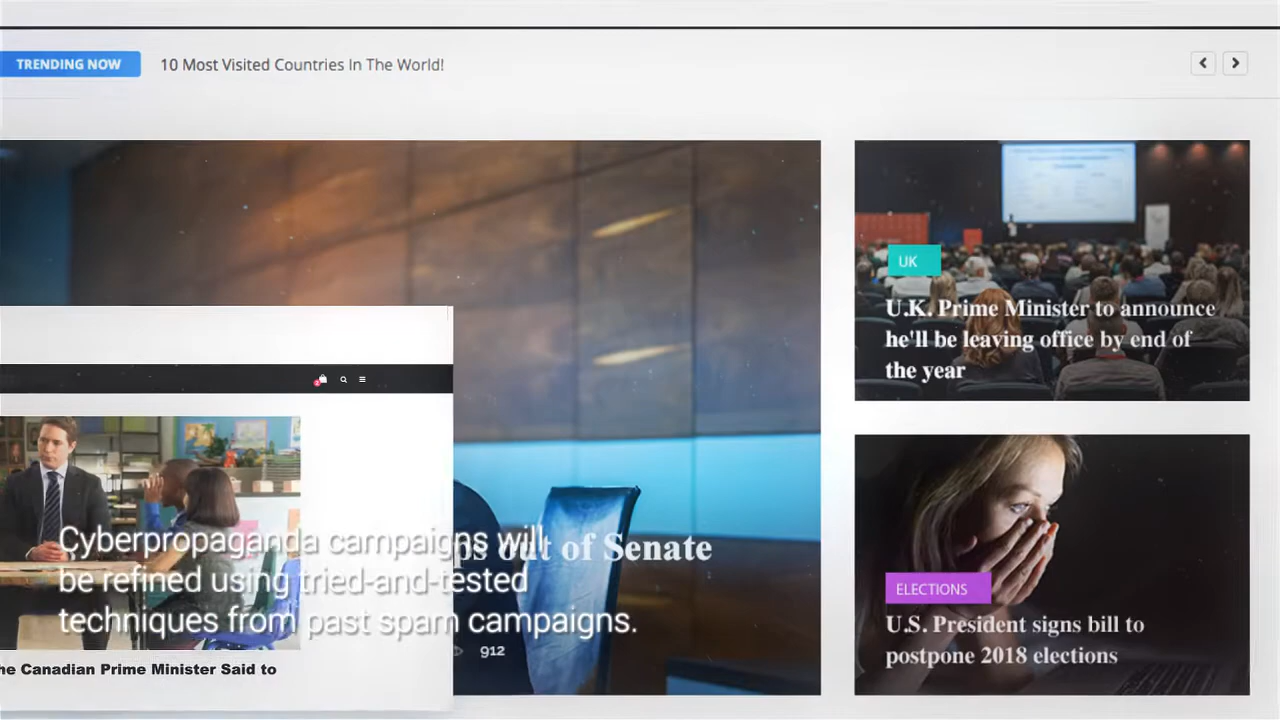 TRENDING NOW
10 Most Visited Countries In The World!
UK
U.K. Prime Minister to announce
he'll be leaving office by end of
the year
out of Senate
912
Cyberpropaganda campaigns will
be refined using tried-and-tested
techniques from past spam campaigns.
Canadian Prime Minister Said to
ELECTIONS
U.S. President signs bill to
postpone 2018 elections